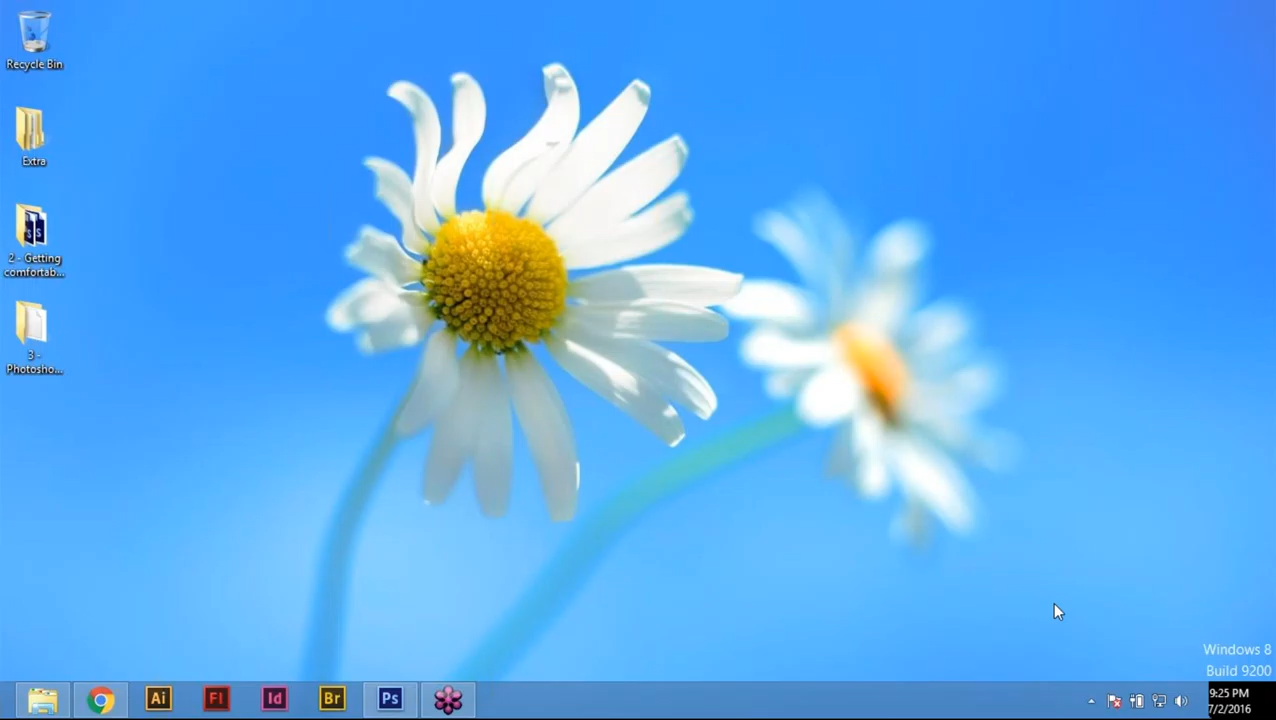 Recycle Bin
Extra
2 - Getting
comfortab...
3 -
Photosho...
Windows 8
Build 9200
Ai
Fl
Id
Br
Ps
9:25 PM
7/2/2016